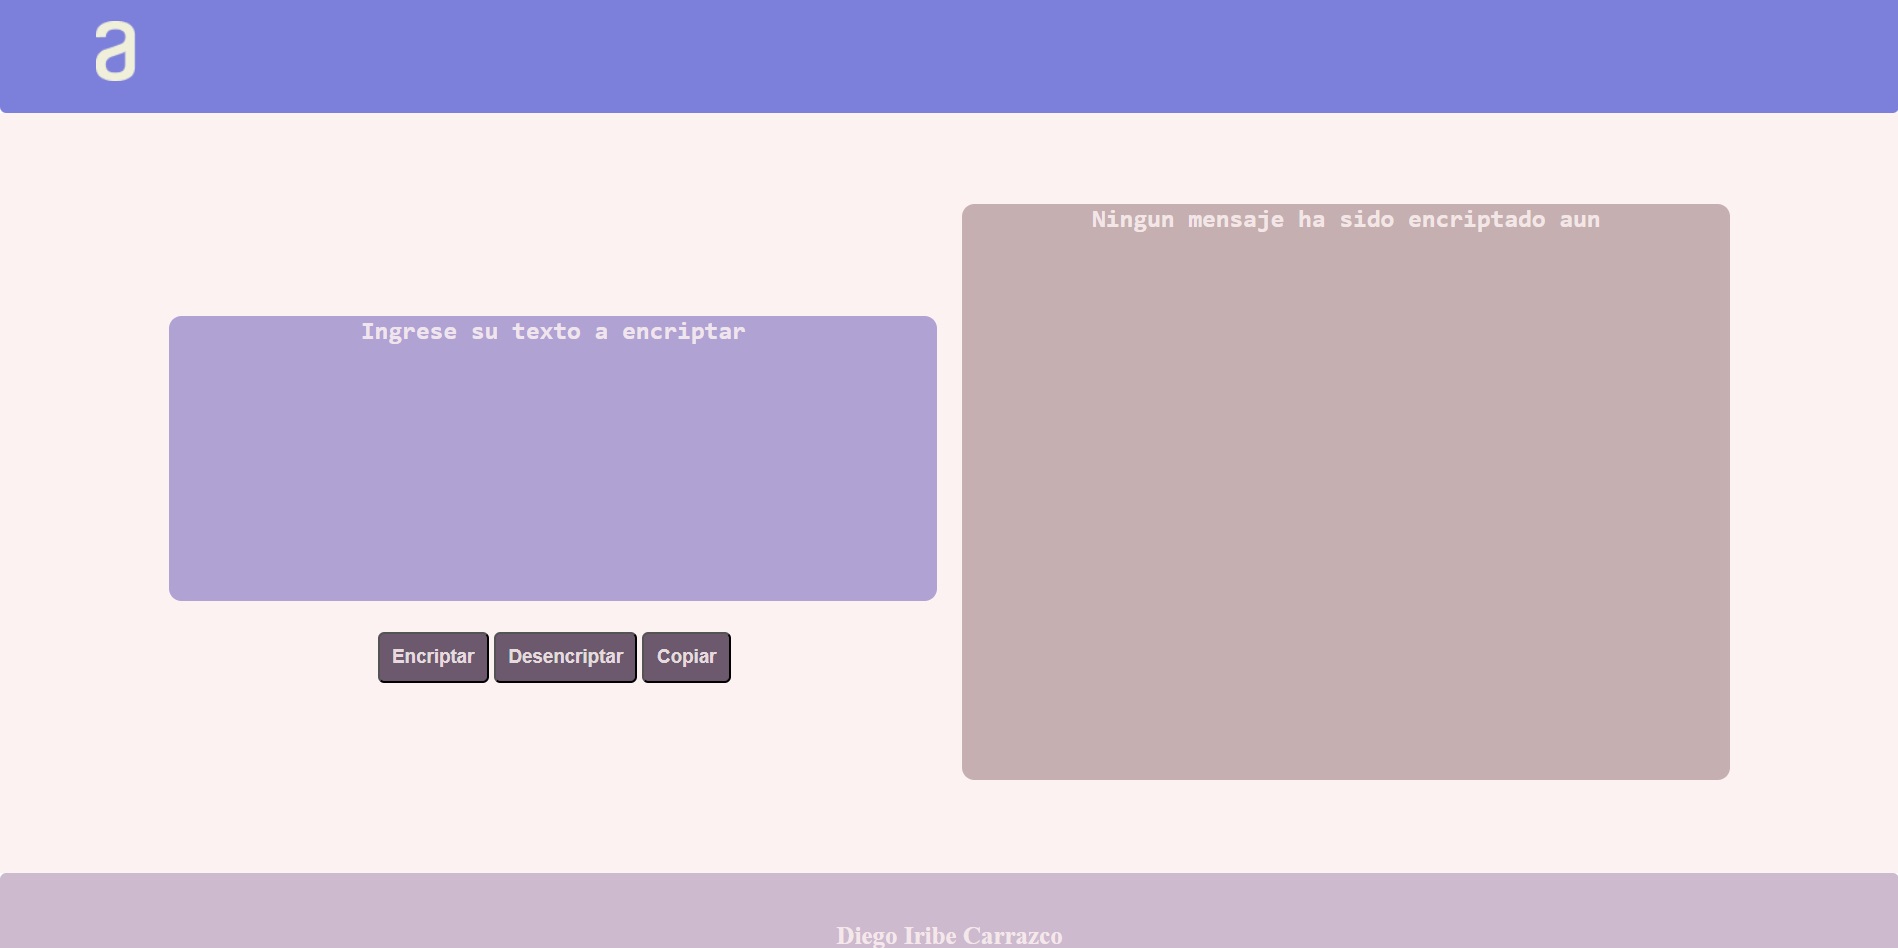 a
Ningun mensaje ha sido encriptado aun
Ingrese su texto a encriptar
Encriptar Desencriptar Copiar
Diego Iribe Carrazco